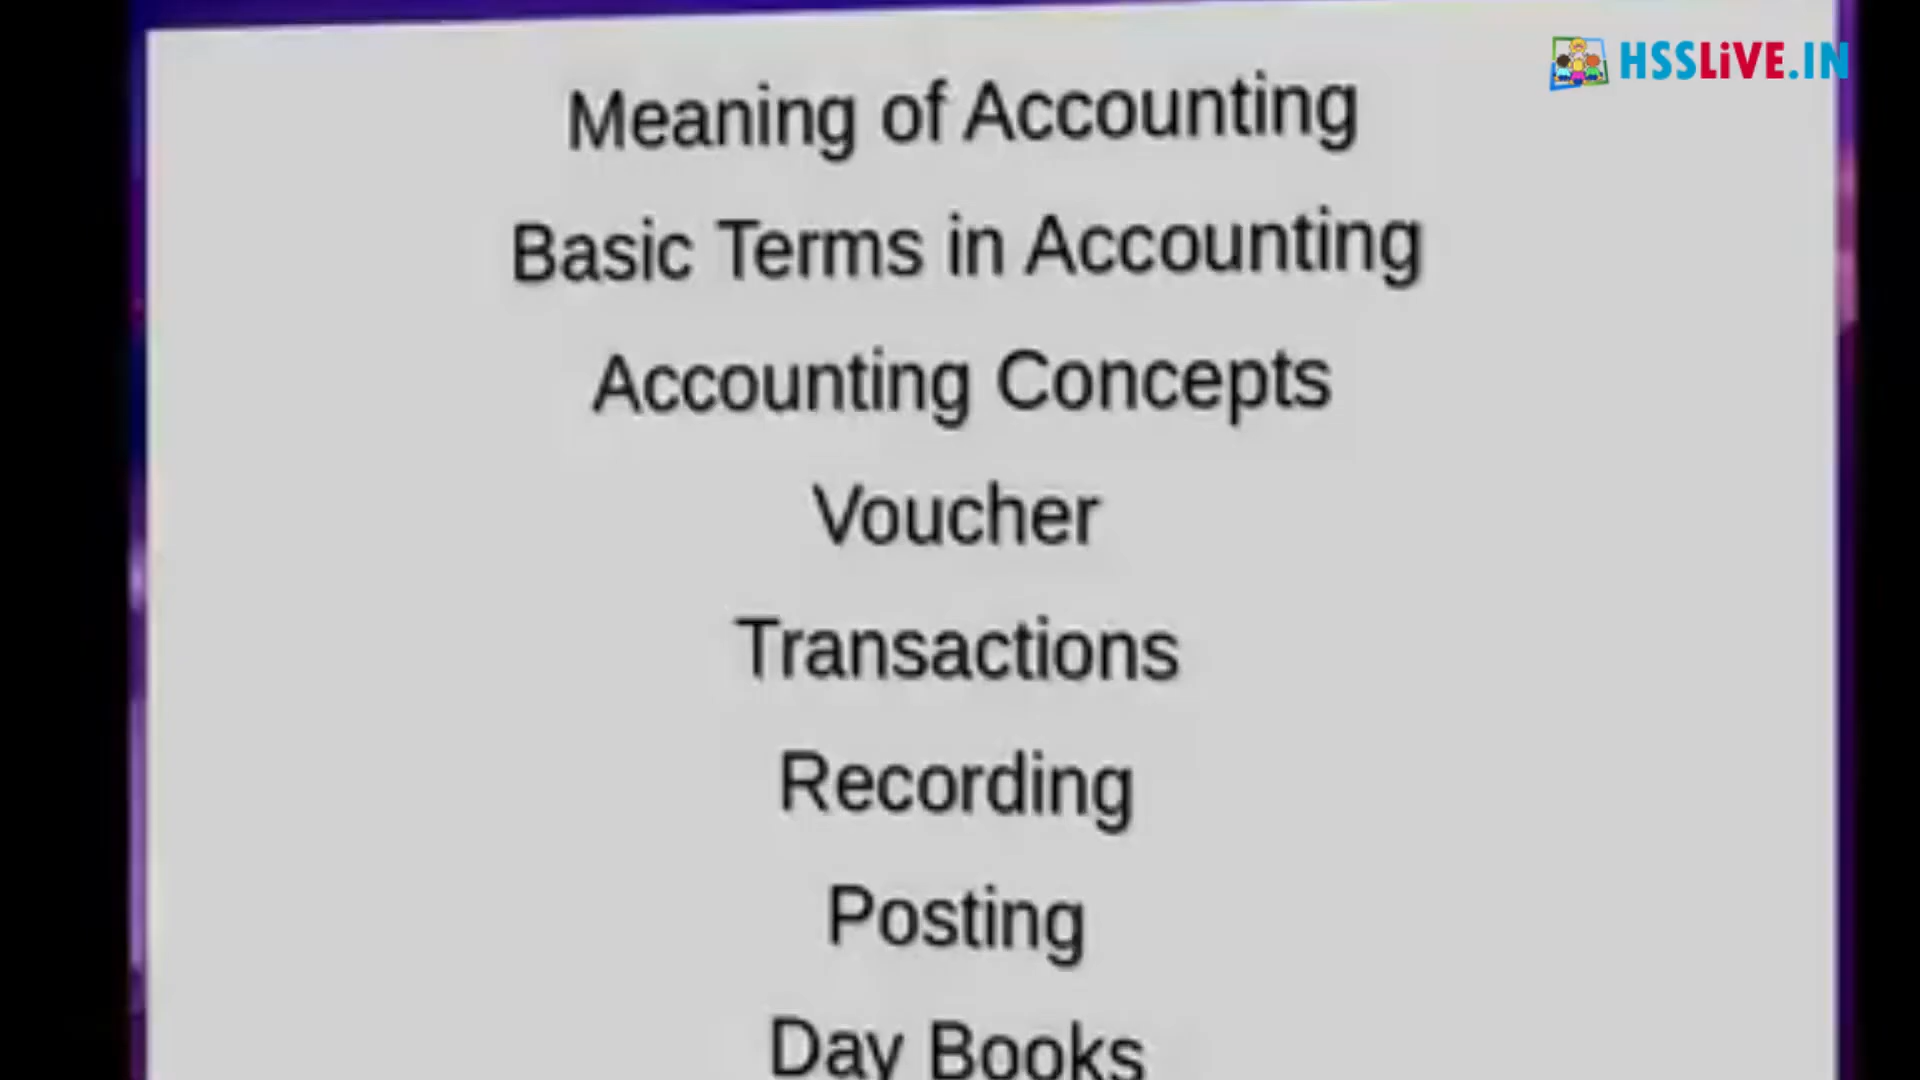 HSSLiVE.IN
Meaning of Accounting
Basic Terms in Accounting
Accounting Concepts
Voucher
Transactions
Recording
Posting
Day Books